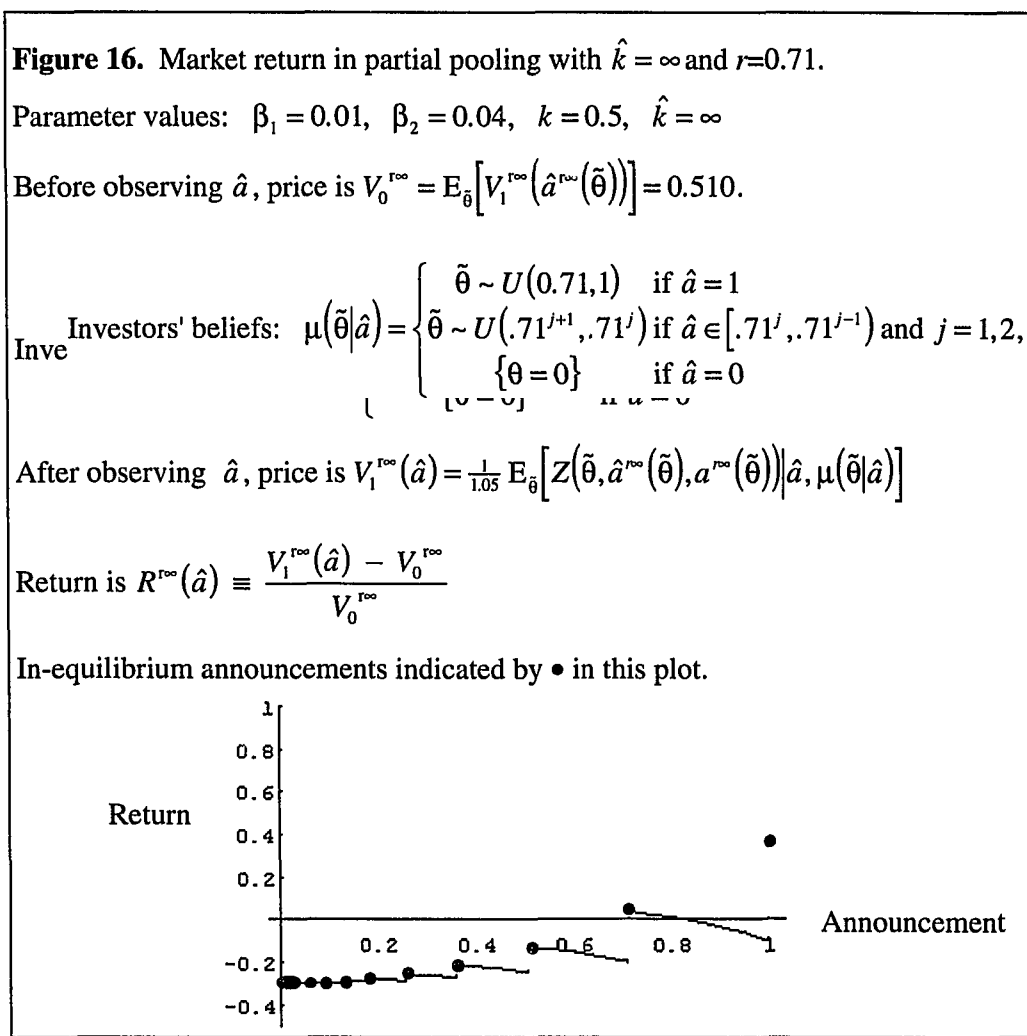 Figure 16. Market return in partial pooling with k̂ = ∞ and r=0.71.
Parameter values: β₁ = 0.01, β₂ = 0.04, k = 0.5, k̂ = ∞
Before observing â, price is V₀^r∞ = E_θ̃[V₁^r∞(â^r∞(θ̃))] = 0.510.
θ̃ ~ U(0.71,1) if â = 1
Investors' beliefs: μ(θ̃|â) = { θ̃ ~ U(.71^(j+1), .71^j) if â ∈ [.71^j, .71^(j−1)) and j = 1,2,
Inve
{θ = 0} if â = 0
After observing â, price is V₁^r∞(â) = 1/1.05 E_θ̃[Z(θ̃, â^r∞(θ̃), a^r∞(θ̃))|â, μ(θ̃|â)]
Return is R^r∞(â) ≡ (V₁^r∞(â) − V₀^r∞) / V₀^r∞
In-equilibrium announcements indicated by • in this plot.
1
0.8
0.6
Return
0.4
0.2
Announcement
0.2 0.4 0.6 0.8 1
-0.2
-0.4